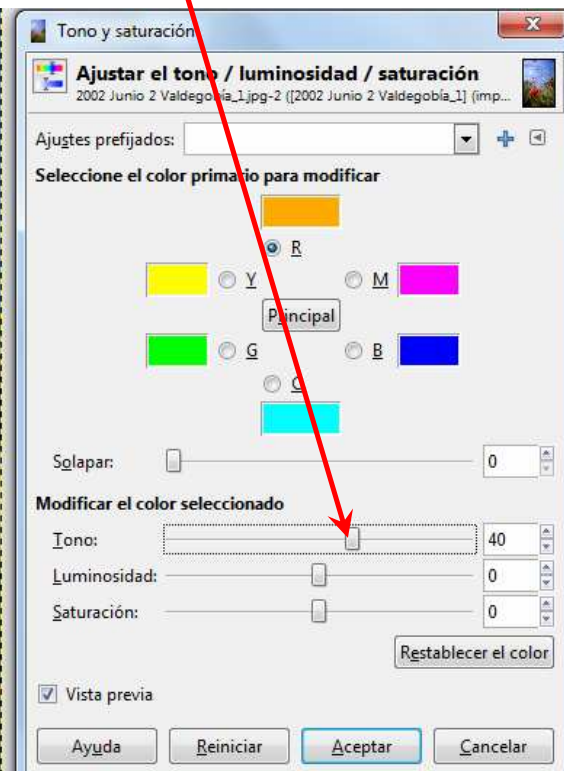 Tono y saturación
Ajustar el tono / luminosidad / saturación
2002 Junio 2 Valdegobía_1.jpg-2 ([2002 Junio 2 Valdegobía_1] (imp...
Ajustes prefijados:
Seleccione el color primario para modificar
R
Y M
Principal
G B
C
Solapar: 0
Modificar el color seleccionado
Tono: 40
Luminosidad: 0
Saturación: 0
Restablecer el color
Vista previa
Ayuda Reiniciar Aceptar Cancelar